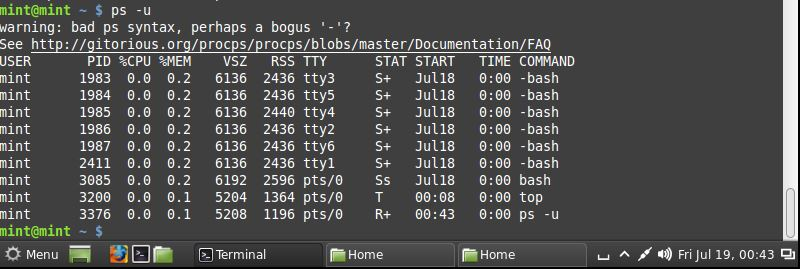 mint@mint ~ $ ps -u
warning: bad ps syntax, perhaps a bogus '-'?
See http://gitorious.org/procps/procps/blobs/master/Documentation/FAQ
USER PID %CPU %MEM VSZ RSS TTY STAT START TIME COMMAND
mint 1983 0.0 0.2 6136 2436 tty3 S+ Jul18 0:00 -bash
mint 1984 0.0 0.2 6136 2436 tty5 S+ Jul18 0:00 -bash
mint 1985 0.0 0.2 6136 2440 tty4 S+ Jul18 0:00 -bash
mint 1986 0.0 0.2 6136 2436 tty2 S+ Jul18 0:00 -bash
mint 1987 0.0 0.2 6136 2436 tty6 S+ Jul18 0:00 -bash
mint 2411 0.0 0.2 6136 2436 tty1 S+ Jul18 0:00 -bash
mint 3085 0.0 0.2 6192 2596 pts/0 Ss Jul18 0:00 bash
mint 3200 0.0 0.1 5204 1364 pts/0 T 00:08 0:00 top
mint 3376 0.0 0.1 5208 1196 pts/0 R+ 00:43 0:00 ps -u
mint@mint ~ $
Menu Terminal Home Home Fri Jul 19, 00:43